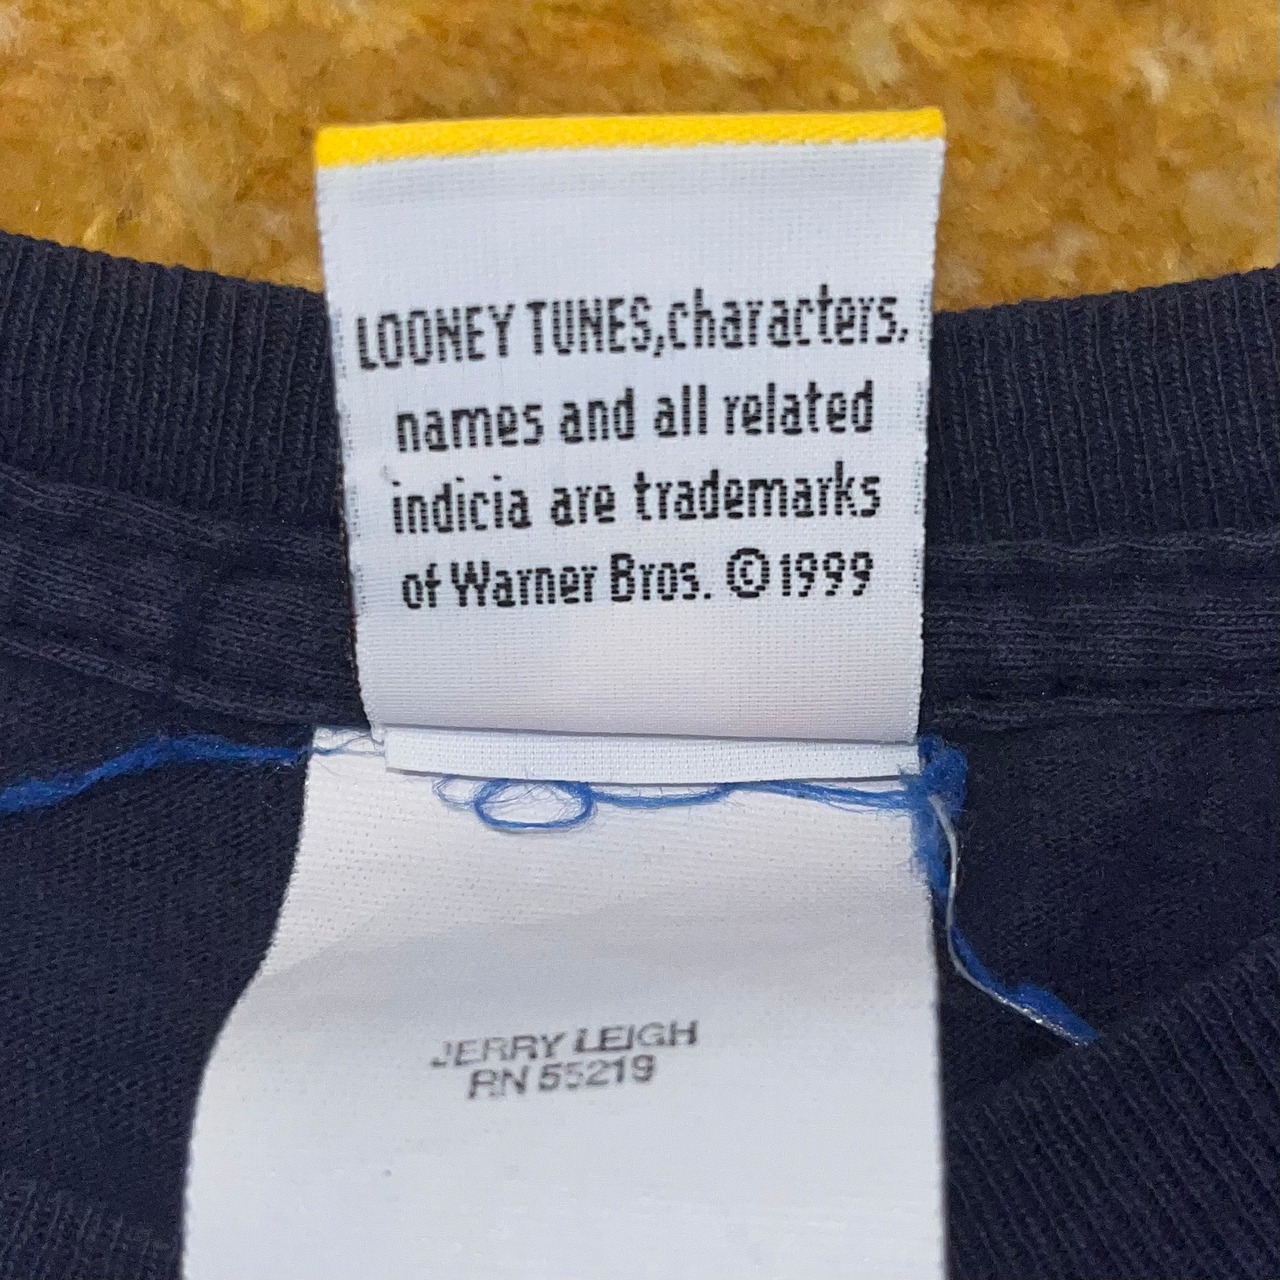 LOONEY TUNES,characters,
names and all related
indicia are trademarks
of Warner Bros. ©1999
JERRY LEIGH
RN 55219